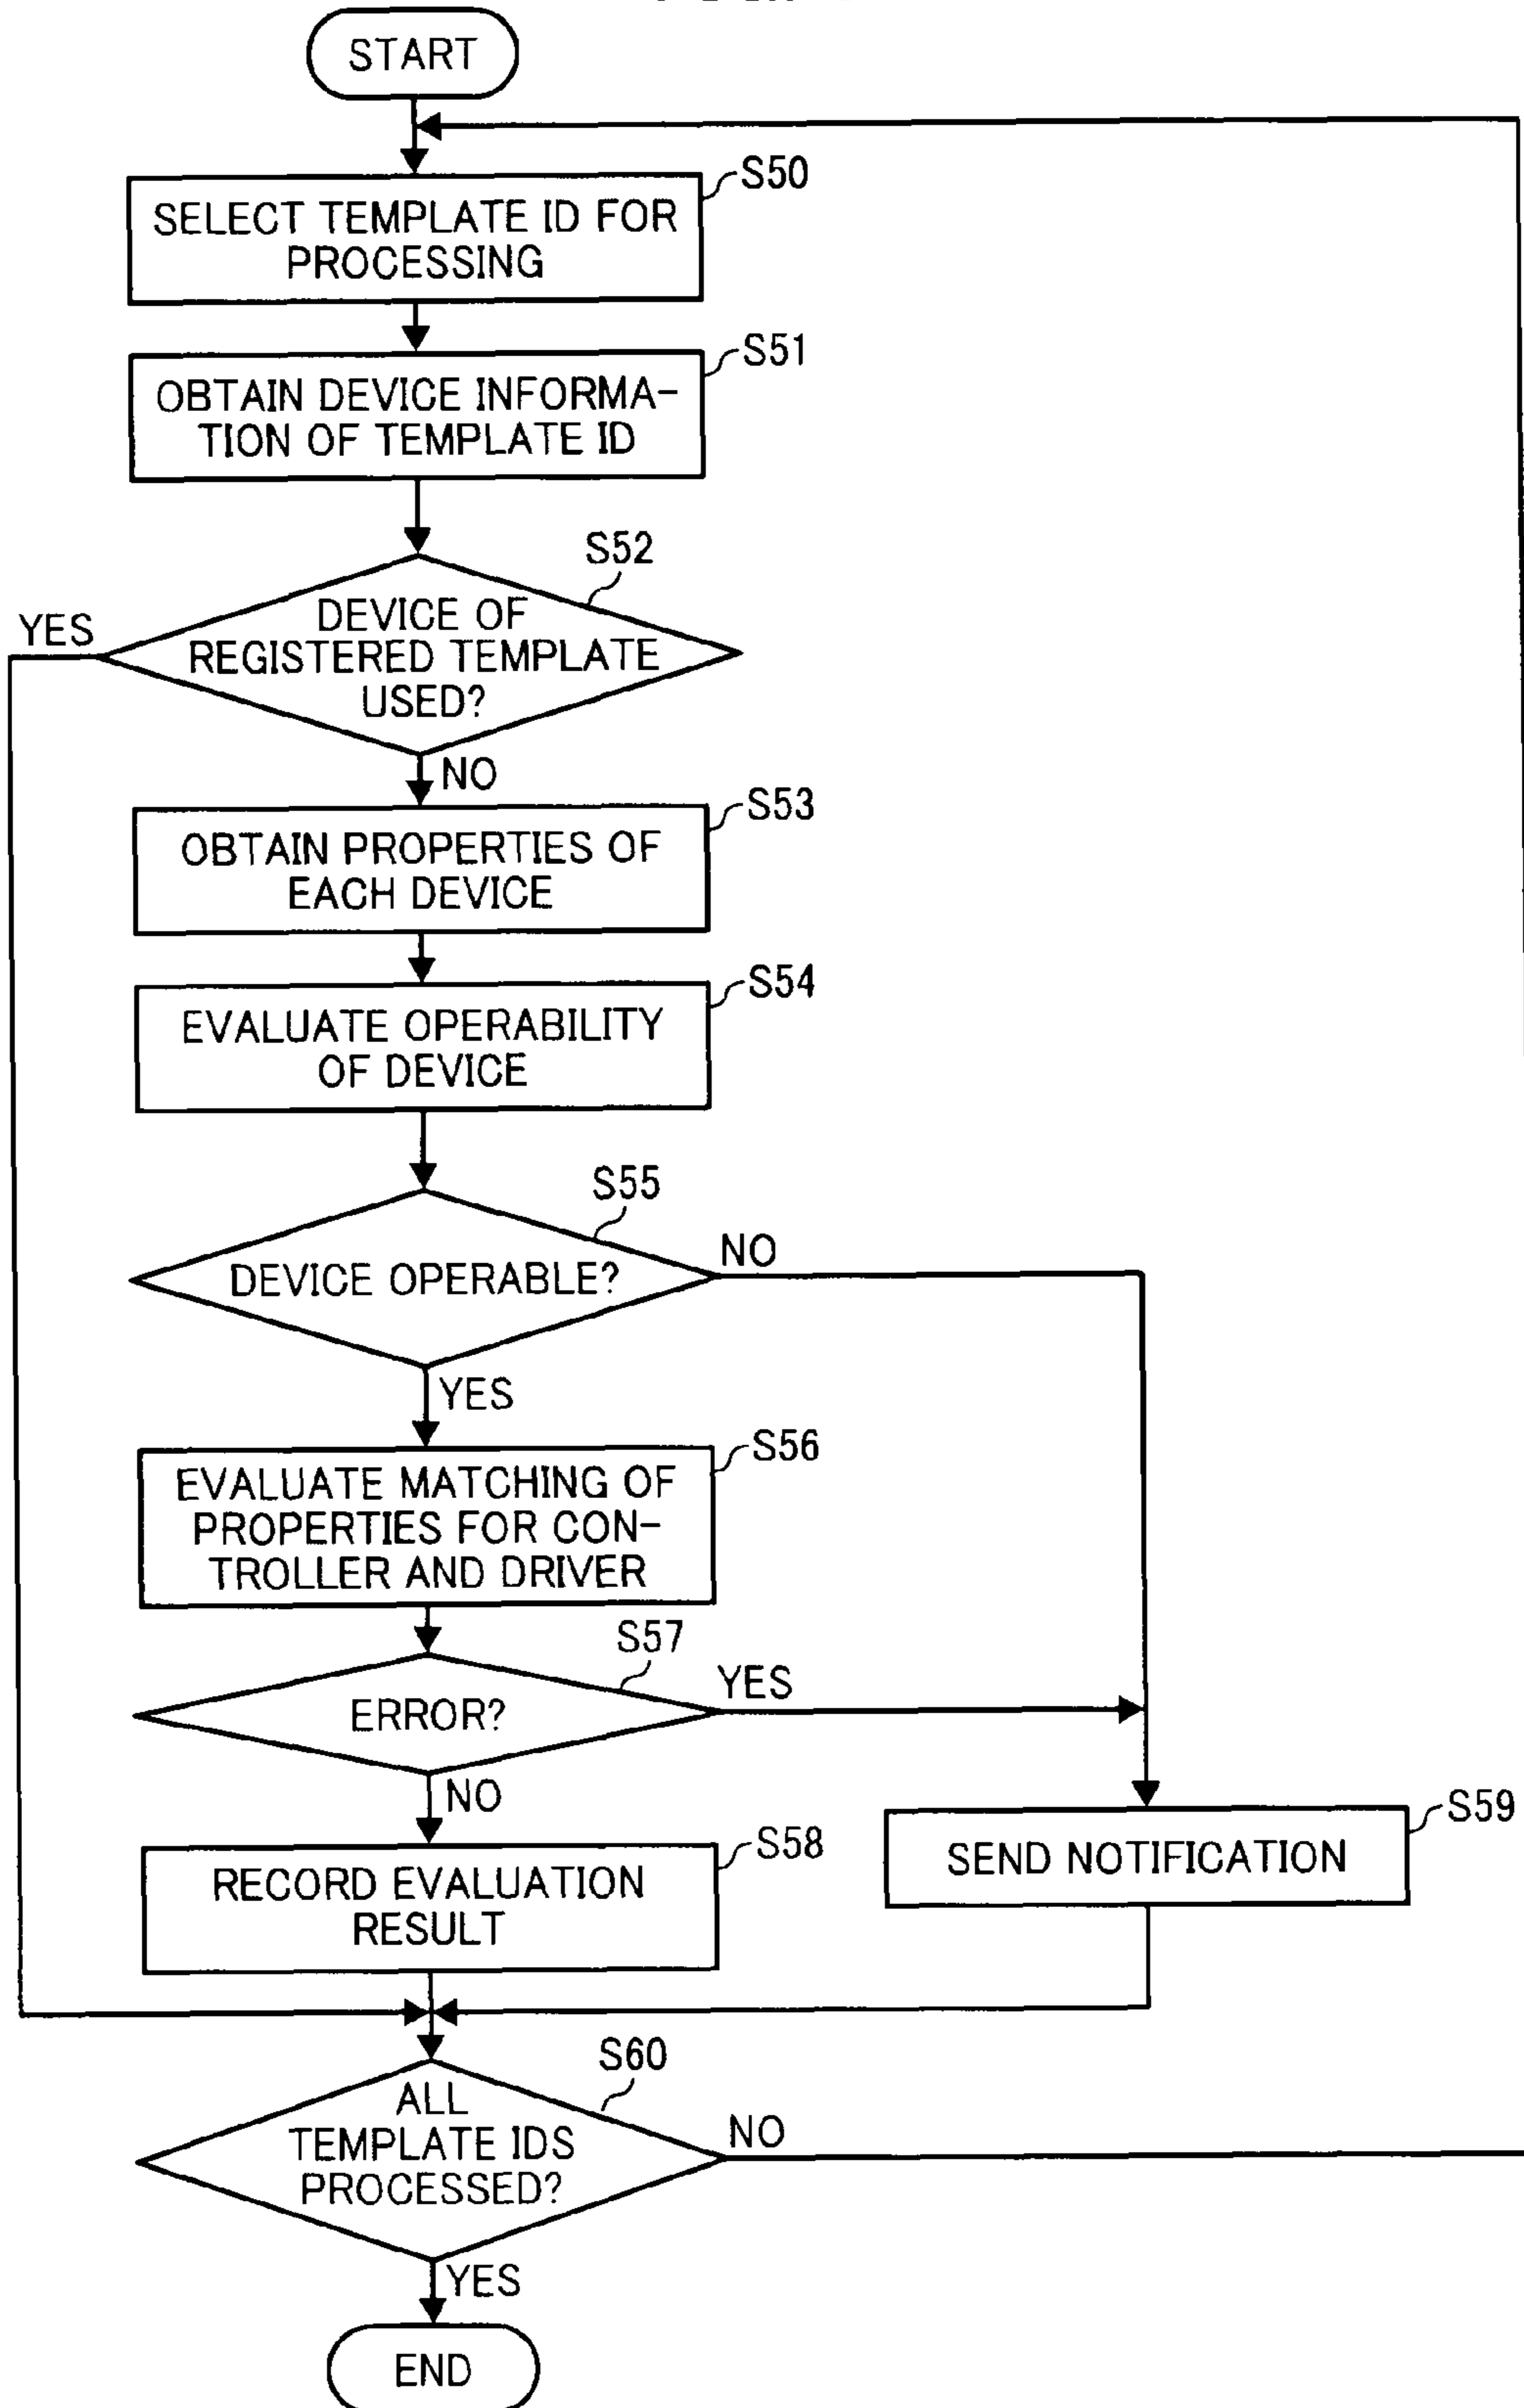 START
S50
SELECT TEMPLATE ID FOR
PROCESSING
S51
OBTAIN DEVICE INFORMA-
TION OF TEMPLATE ID
S52
YES
DEVICE OF
REGISTERED TEMPLATE
USED?
NO
S53
OBTAIN PROPERTIES OF
EACH DEVICE
S54
EVALUATE OPERABILITY
OF DEVICE
S55
NO
DEVICE OPERABLE?
YES
S56
EVALUATE MATCHING OF
PROPERTIES FOR CON-
TROLLER AND DRIVER
S57
YES
ERROR?
NO
S58
RECORD EVALUATION
RESULT
S59
SEND NOTIFICATION
S60
ALL
TEMPLATE IDS
PROCESSED?
NO
YES
END